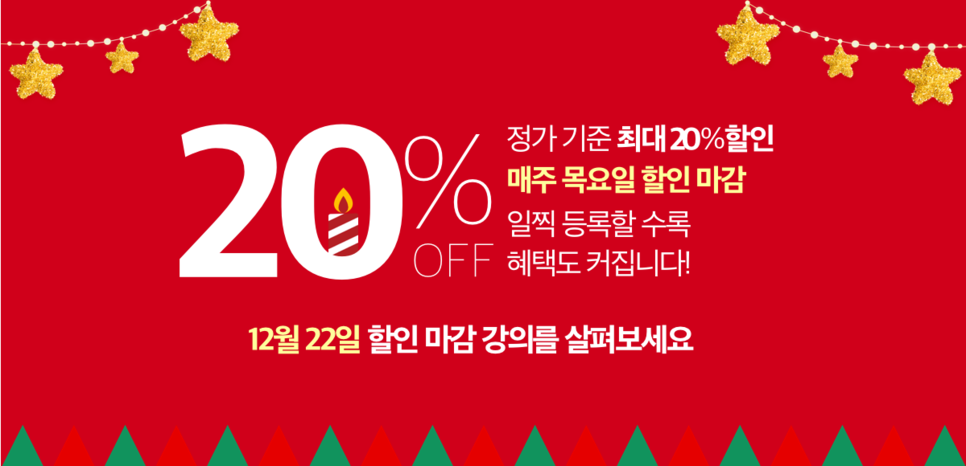 20%
OFF
정가 기준 최대 20%할인
매주 목요일 할인 마감
일찍 등록할 수록
혜택도 커집니다!
12월 22일 할인 마감 강의를 살펴보세요